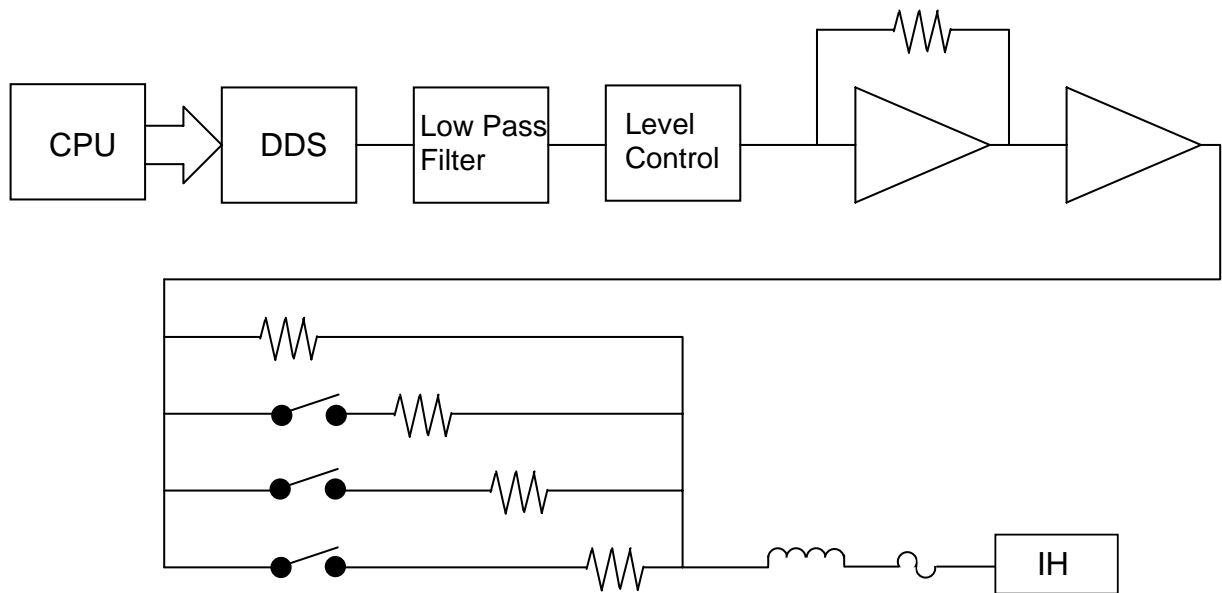 CPU
DDS
Low Pass
Filter
Level
Control
IH